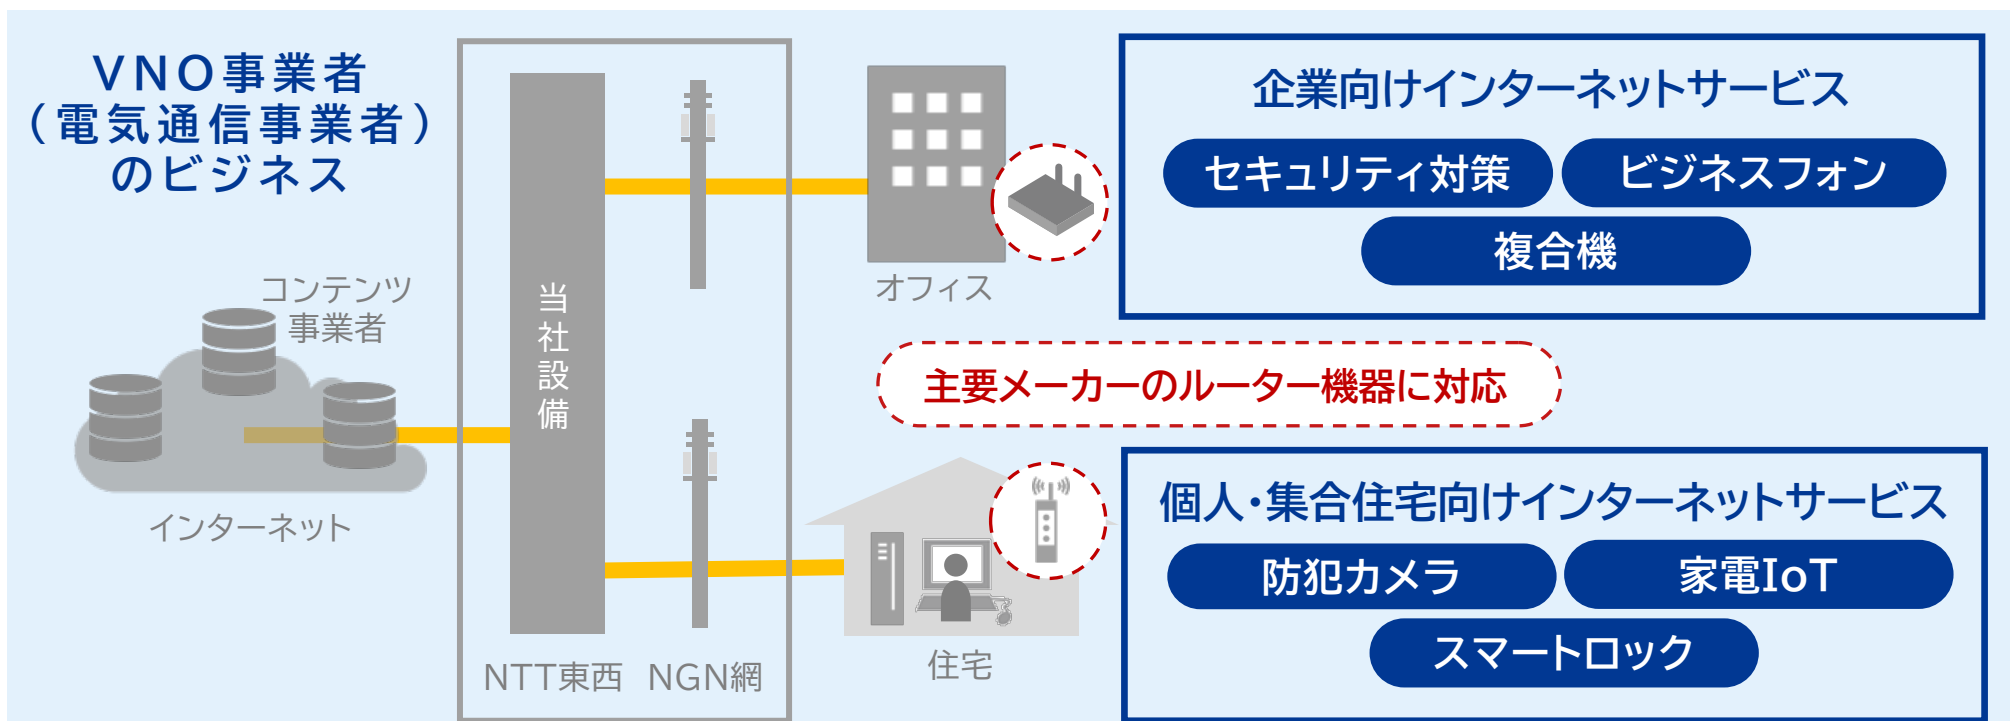 VNO事業者
（電気通信事業者）
のビジネス
コンテンツ
事業者
インターネット
当社設備
NTT東西
NGN網
オフィス
企業向けインターネットサービス
セキュリティ対策
ビジネスフォン
複合機
主要メーカーのルーター機器に対応
住宅
個人・集合住宅向けインターネットサービス
防犯カメラ
家電IoT
スマートロック